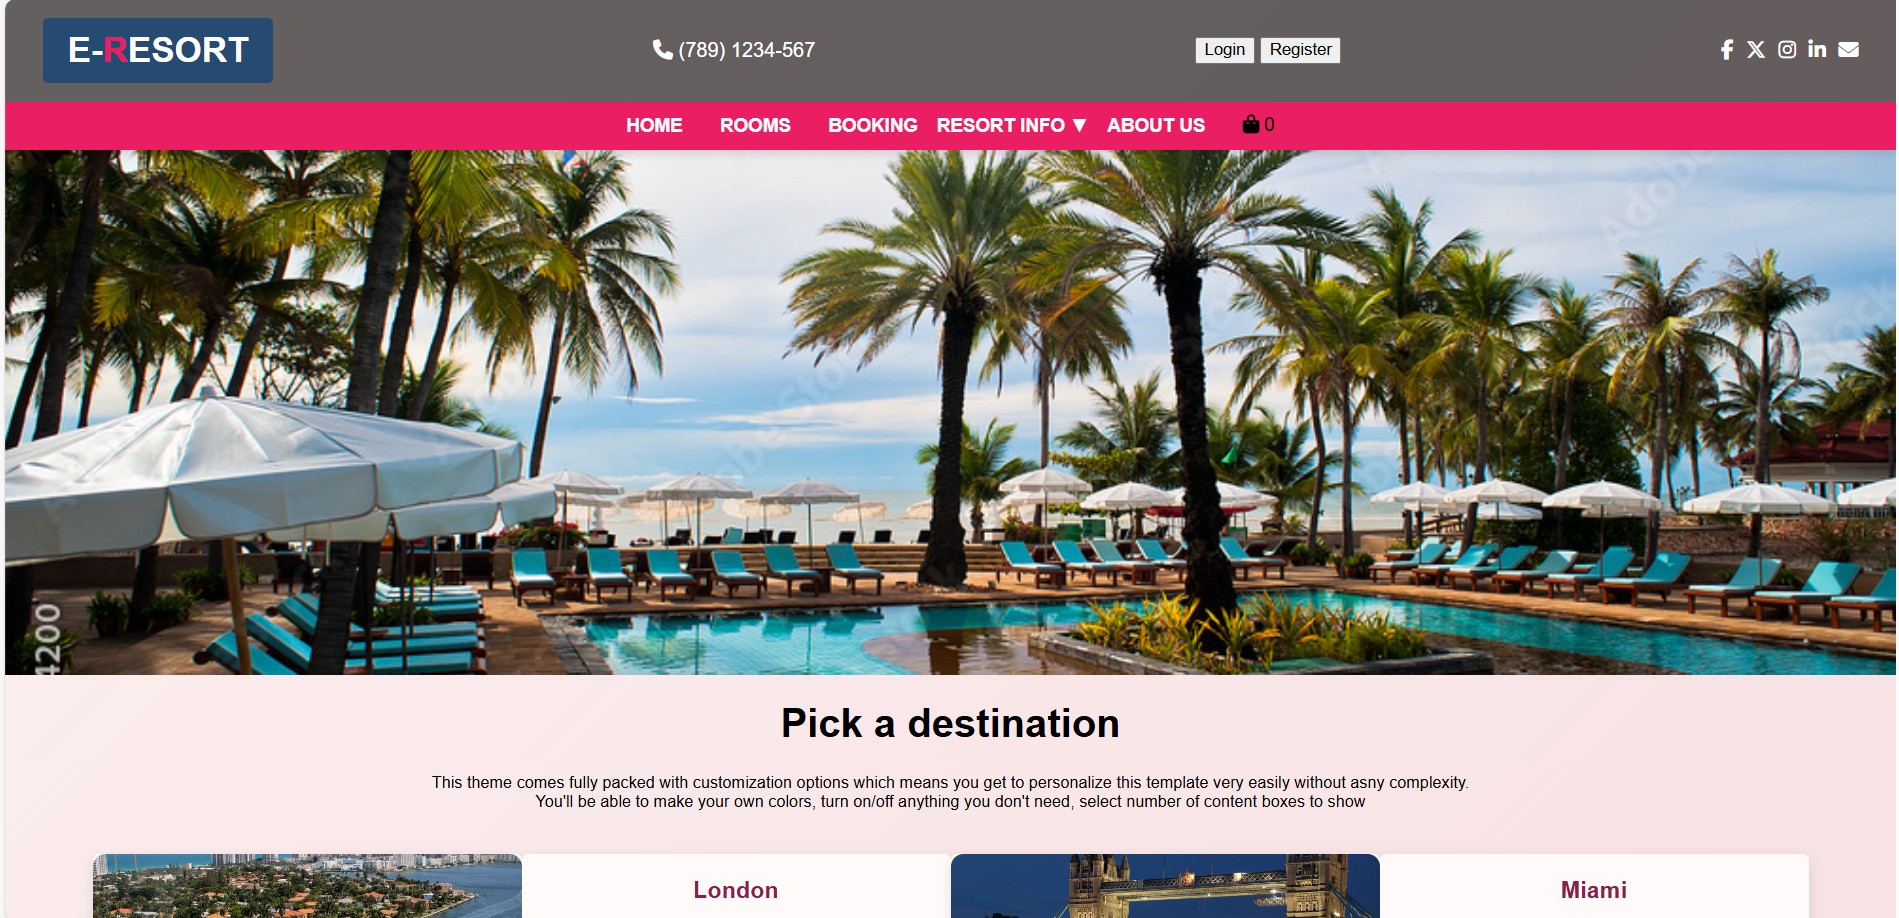 E-RESORT
(789) 1234-567
Login
Register
HOME
ROOMS
BOOKING
RESORT INFO ▼
ABOUT US
0
4200
Pick a destination
This theme comes fully packed with customization options which means you get to personalize this template very easily without asny complexity.
You'll be able to make your own colors, turn on/off anything you don't need, select number of content boxes to show
London
Miami